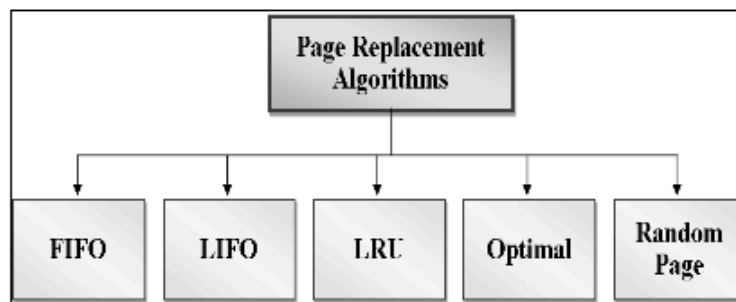 Page Replacement
Algorithms
FIFO
LIFO
LRU
Optimal
Random
Page